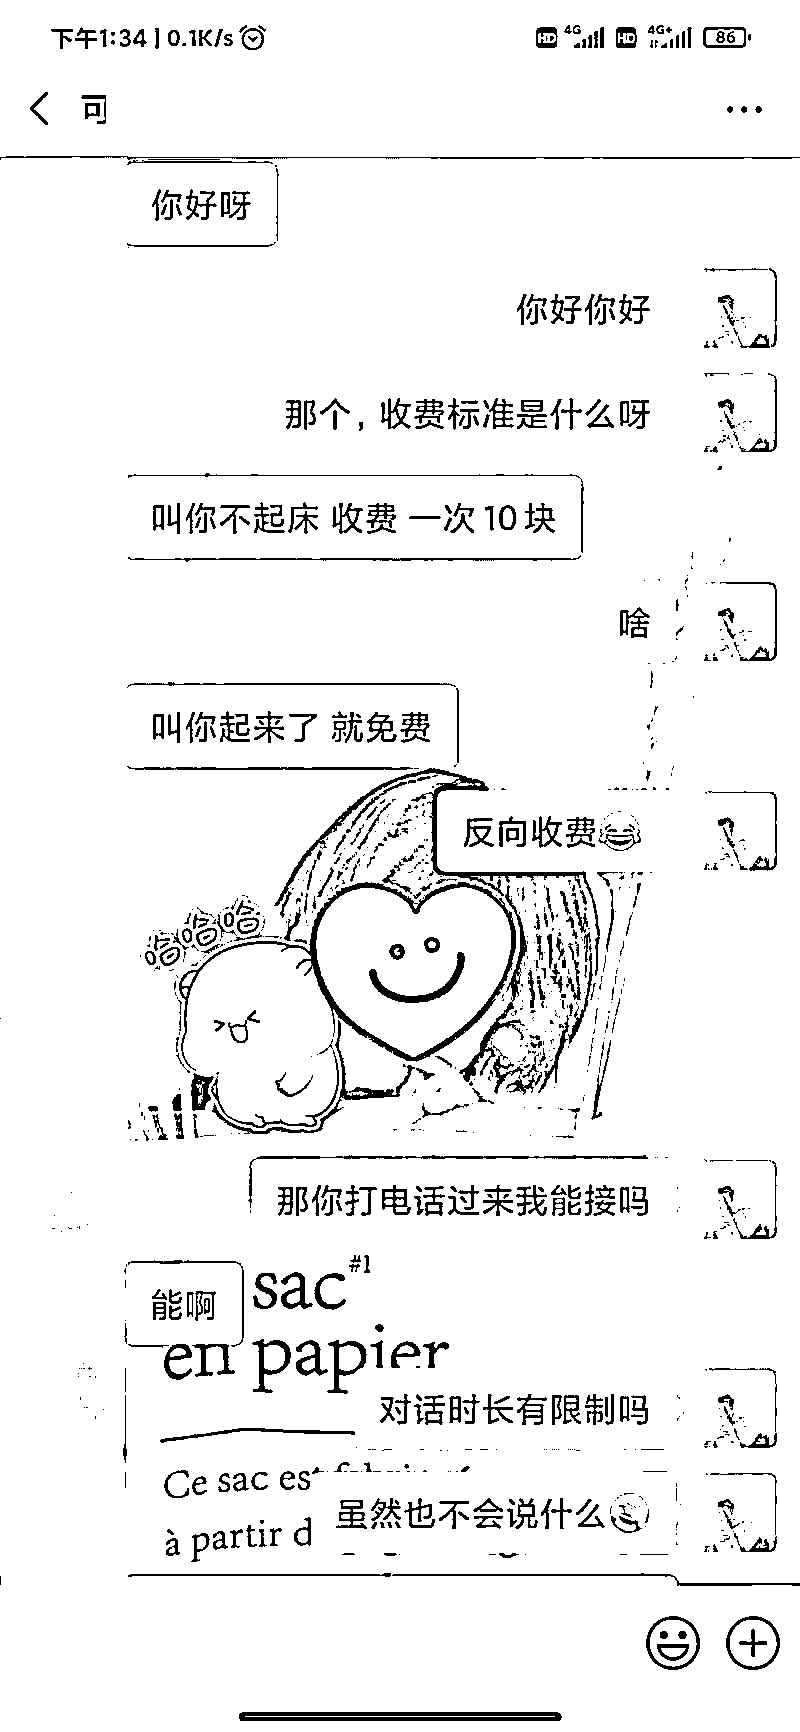 下午1:34 | 0.1K/s
4G
4G+
86
你好呀
你好你好
那个，收费标准是什么呀
叫你不起床 收费 一次 10 块
啥
叫你起来了 就免费
反向收费😂
哈哈哈
那你打电话过来我能接吗
sac#1
能啊
en papier
对话时长有限制吗
Ce sac est
虽然也不会说什么
à partir d